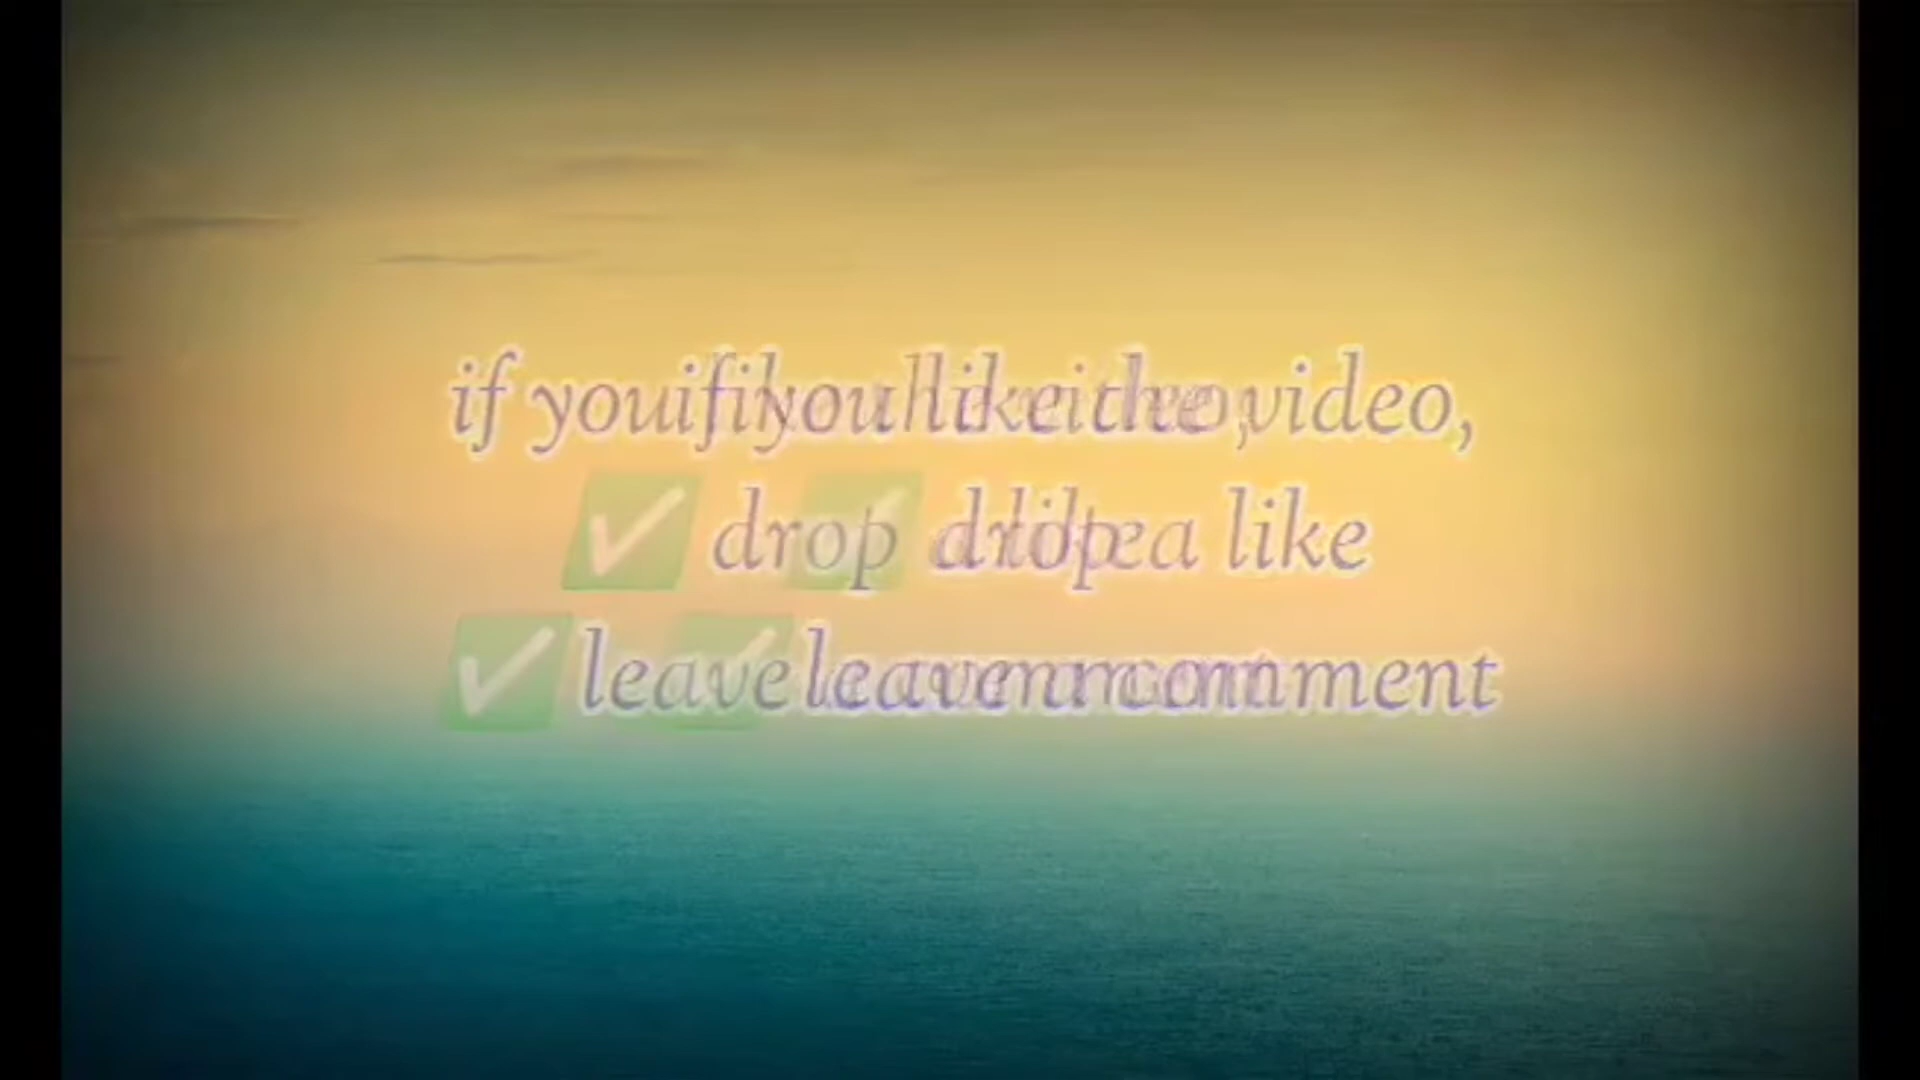 if you like the video,
✅ drop a like
✅ leave a comment